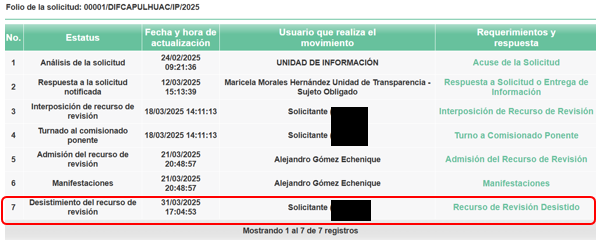 Folio de la solicitud: 00001/DIFCAPULHUAC/IP/2025
No. Estatus Fecha y hora de actualización Usuario que realiza el movimiento Requerimientos y respuesta
1 Análisis de la solicitud 24/02/2025 09:21:36 UNIDAD DE INFORMACIÓN Acuse de la Solicitud
2 Respuesta a la solicitud notificada 12/03/2025 15:13:39 Maricela Morales Hernández Unidad de Transparencia - Sujeto Obligado Respuesta a Solicitud o Entrega de Información
3 Interposición de recurso de revisión 18/03/2025 14:11:13 Solicitante Interposición de Recurso de Revisión
4 Turnado al comisionado ponente 18/03/2025 14:11:13 Solicitante Turno a Comisionado Ponente
5 Admisión del recurso de revisión 21/03/2025 20:48:57 Alejandro Gómez Echenique Admisión del Recurso de Revisión
6 Manifestaciones 21/03/2025 20:48:57 Alejandro Gómez Echenique Manifestaciones
7 Desistimiento del recurso de revisión 31/03/2025 17:04:53 Solicitante Recurso de Revisión Desistido
Mostrando 1 al 7 de 7 registros